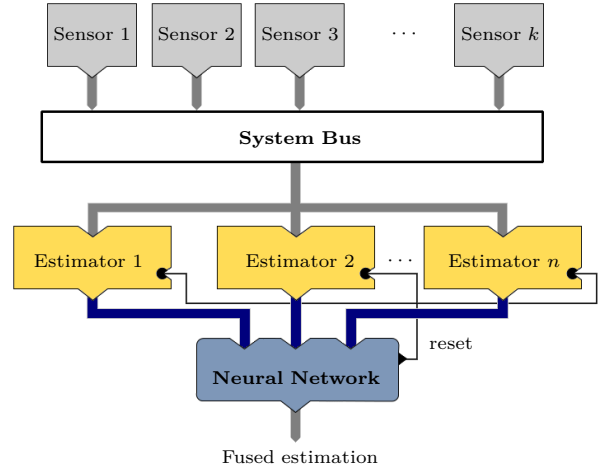 Sensor 1 Sensor 2 Sensor 3 ... Sensor k
System Bus
Estimator 1 Estimator 2 ... Estimator n
reset
Neural Network
Fused estimation